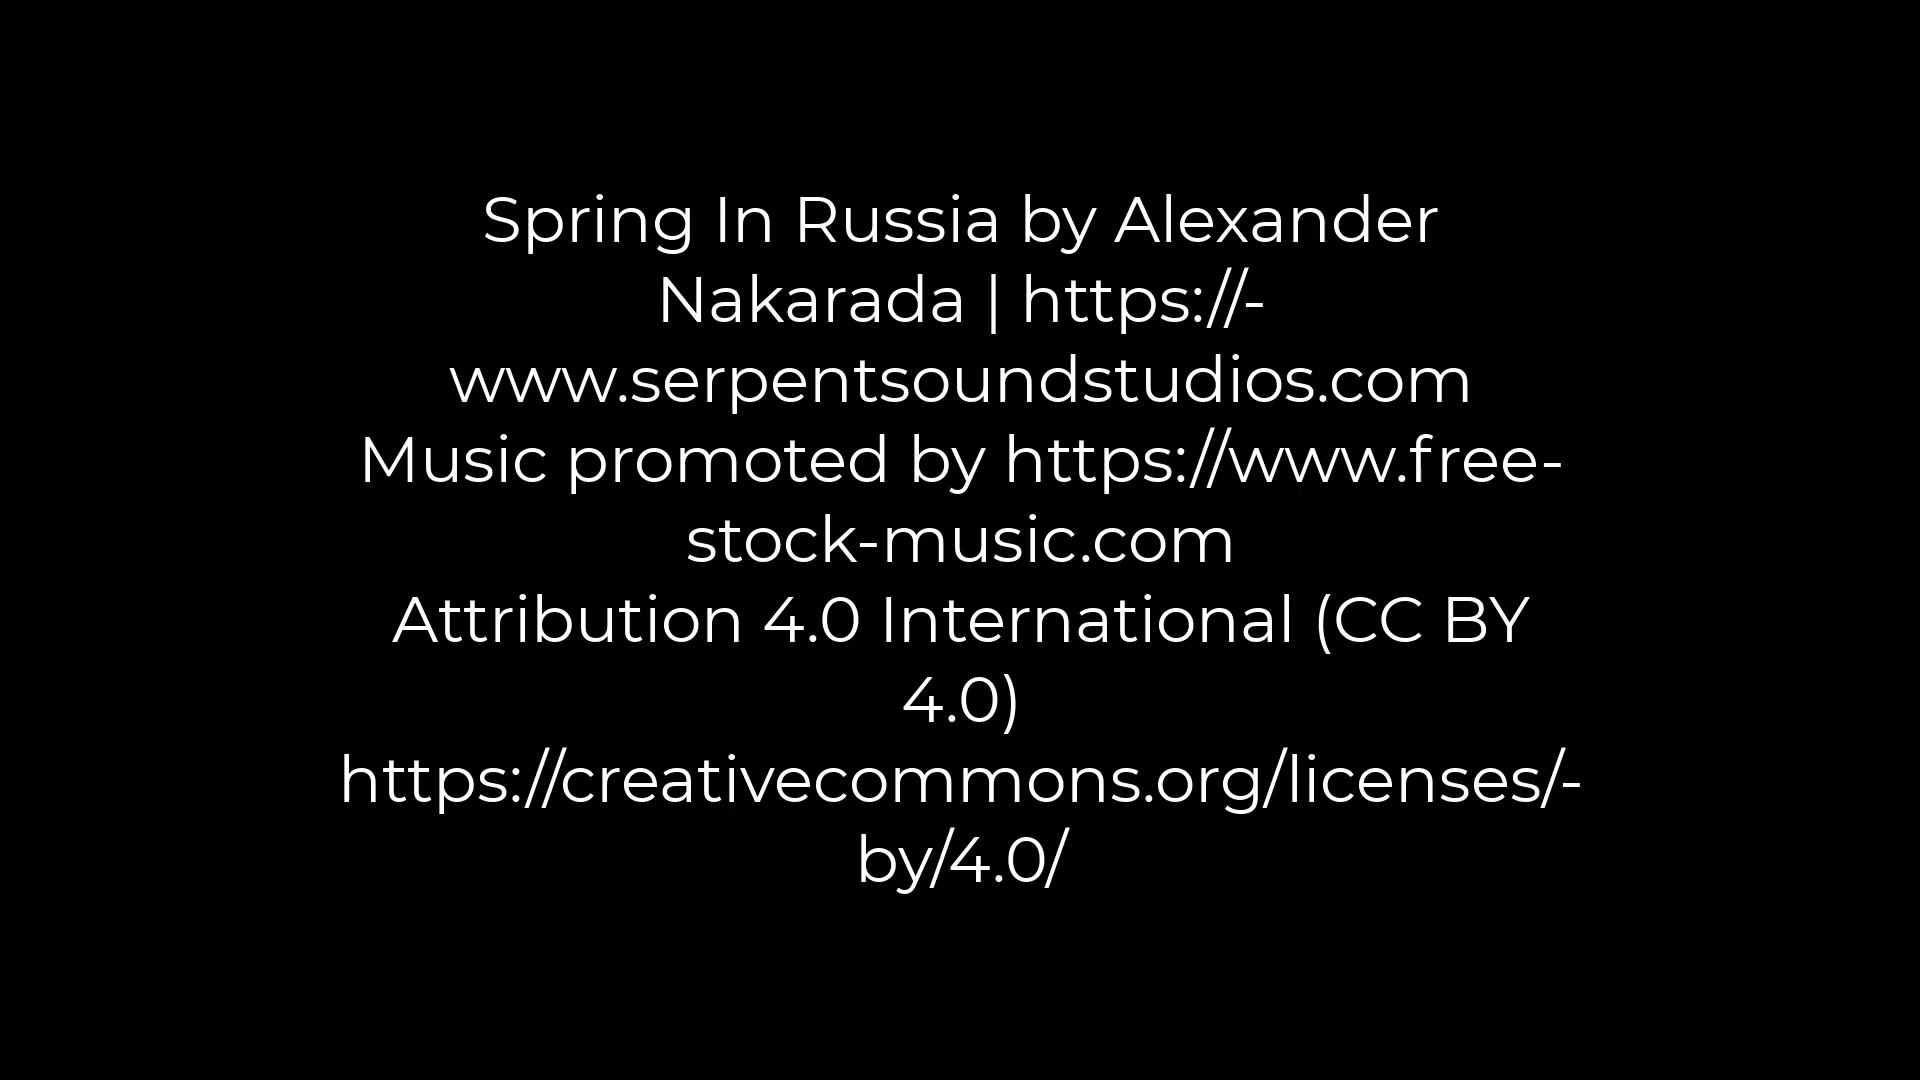 Spring In Russia by Alexander
Nakarada | https://-
www.serpentsoundstudios.com
Music promoted by https://www.free-
stock-music.com
Attribution 4.0 International (CC BY
4.0)
https://creativecommons.org/licenses/-
by/4.0/